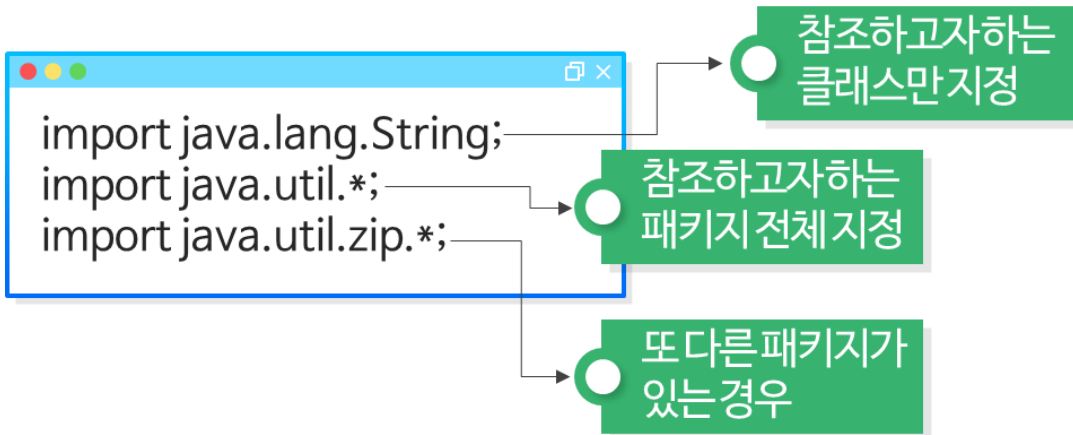 import java.lang.String;
import java.util.*;
import java.util.zip.*;
참조하고자 하는
클래스만 지정
참조하고자 하는
패키지 전체 지정
또 다른 패키지가
있는 경우